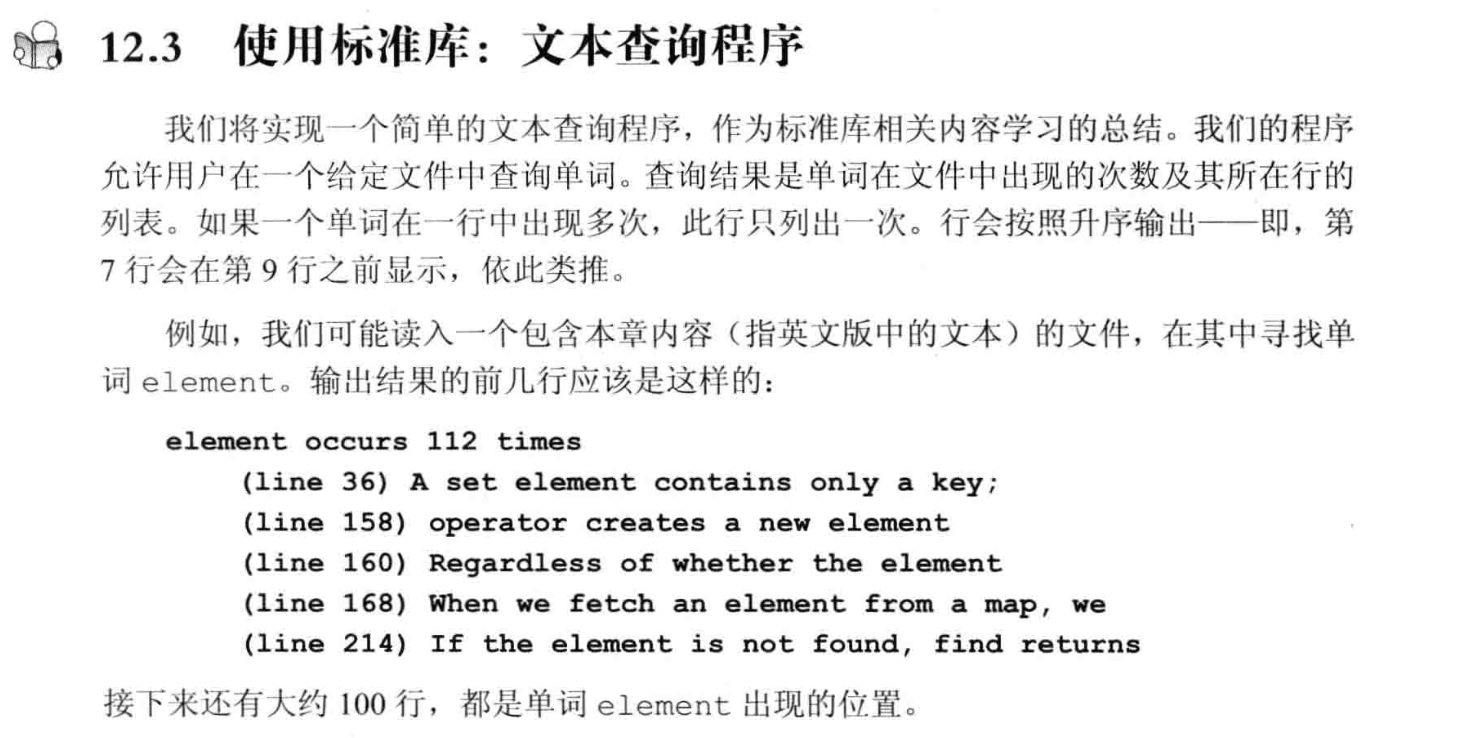 12.3 使用标准库：文本查询程序
我们将实现一个简单的文本查询程序，作为标准库相关内容学习的总结。我们的程序
允许用户在一个给定文件中查询单词。查询结果是单词在文件中出现的次数及其所在行的
列表。如果一个单词在一行中出现多次，此行只列出一次。行会按照升序输出——即，第
7 行会在第 9 行之前显示，依此类推。
例如，我们可能读入一个包含本章内容（指英文版中的文本）的文件，在其中寻找单
词 element。输出结果的前几行应该是这样的：
element occurs 112 times
(line 36) A set element contains only a key;
(line 158) operator creates a new element
(line 160) Regardless of whether the element
(line 168) When we fetch an element from a map, we
(line 214) If the element is not found, find returns
接下来还有大约 100 行，都是单词 element 出现的位置。